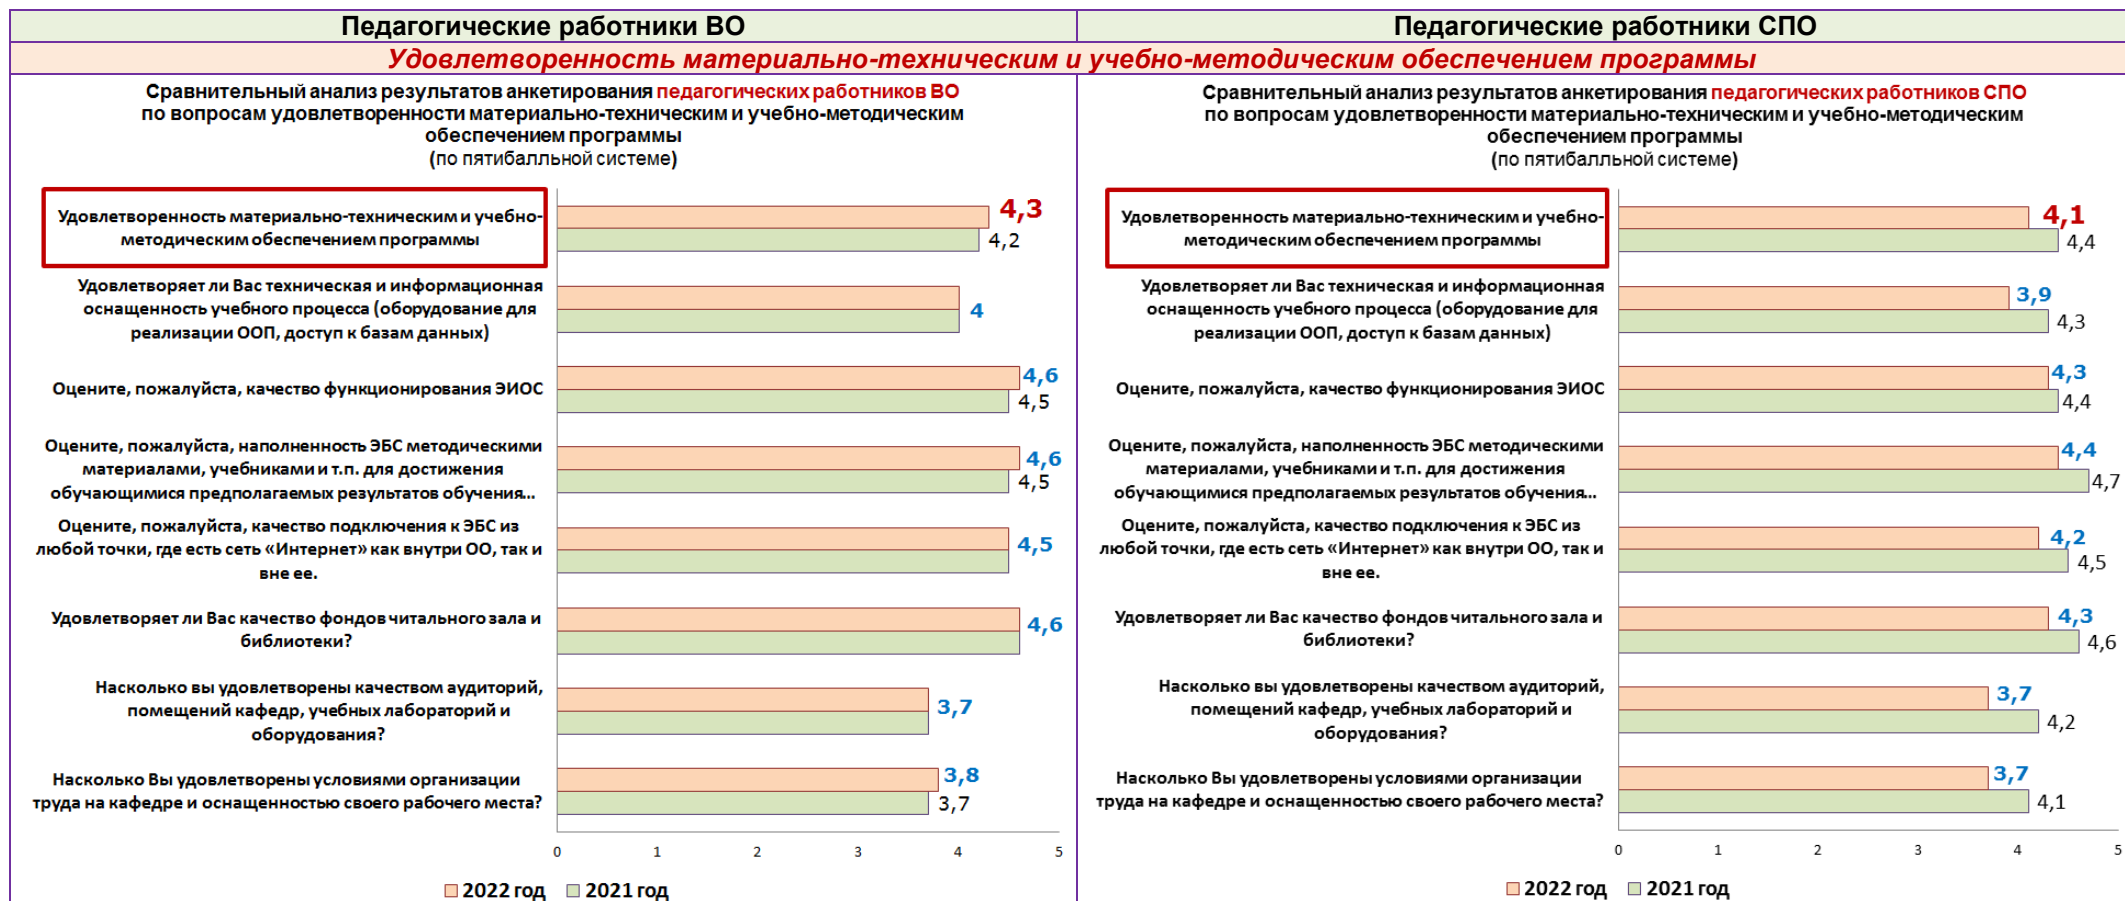 Педагогические работники ВО
Педагогические работники СПО
Удовлетворенность материально-техническим и учебно-методическим обеспечением программы
Сравнительный анализ результатов анкетирования педагогических работников ВО
по вопросам удовлетворенности материально-техническим и учебно-методическим
обеспечением программы
(по пятибалльной системе)
Удовлетворенность материально-техническим и учебно-
методическим обеспечением программы
4,3
4,2
Удовлетворяет ли Вас техническая и информационная
оснащенность учебного процесса (оборудование для
реализации ООП, доступ к базам данных)
4
Оцените, пожалуйста, качество функционирования ЭИОС
4,6
4,5
Оцените, пожалуйста, наполненность ЭБС методическими
материалами, учебниками и т.п. для достижения
обучающимися предполагаемых результатов обучения...
4,6
4,5
Оцените, пожалуйста, качество подключения к ЭБС из
любой точки, где есть сеть «Интернет» как внутри ОО, так и
вне ее.
4,5
Удовлетворяет ли Вас качество фондов читального зала и
библиотеки?
4,6
Насколько вы удовлетворены качеством аудиторий,
помещений кафедр, учебных лабораторий и
оборудования?
3,7
Насколько Вы удовлетворены условиями организации
труда на кафедре и оснащенностью своего рабочего места?
3,8
3,7
0 1 2 3 4 5
2022 год 2021 год
Сравнительный анализ результатов анкетирования педагогических работников СПО
по вопросам удовлетворенности материально-техническим и учебно-методическим
обеспечением программы
(по пятибалльной системе)
Удовлетворенность материально-техническим и учебно-
методическим обеспечением программы
4,1
4,4
Удовлетворяет ли Вас техническая и информационная
оснащенность учебного процесса (оборудование для
реализации ООП, доступ к базам данных)
3,9
4,3
Оцените, пожалуйста, качество функционирования ЭИОС
4,3
4,4
Оцените, пожалуйста, наполненность ЭБС методическими
материалами, учебниками и т.п. для достижения
обучающимися предполагаемых результатов обучения...
4,4
4,7
Оцените, пожалуйста, качество подключения к ЭБС из
любой точки, где есть сеть «Интернет» как внутри ОО, так и
вне ее.
4,2
4,5
Удовлетворяет ли Вас качество фондов читального зала и
библиотеки?
4,3
4,6
Насколько вы удовлетворены качеством аудиторий,
помещений кафедр, учебных лабораторий и
оборудования?
3,7
4,2
Насколько Вы удовлетворены условиями организации
труда на кафедре и оснащенностью своего рабочего места?
3,7
4,1
0 1 2 3 4 5
2022 год 2021 год